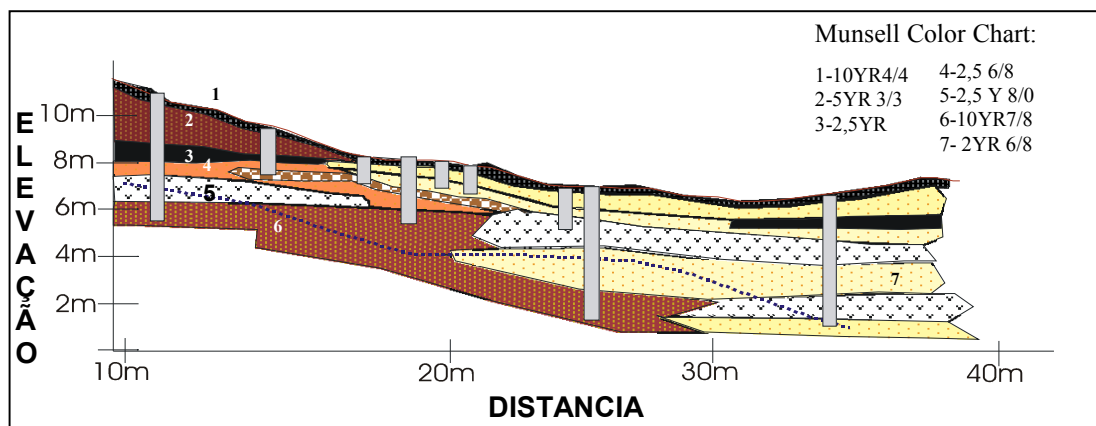 Munsell Color Chart:
1-10YR4/4
2-5YR 3/3
3-2,5YR
4-2,5 6/8
5-2,5 Y 8/0
6-10YR7/8
7- 2YR 6/8
ELEVAÇÃO
10m
8m
6m
4m
2m
1
2
3
4
5
6
7
10m 20m 30m 40m
DISTANCIA